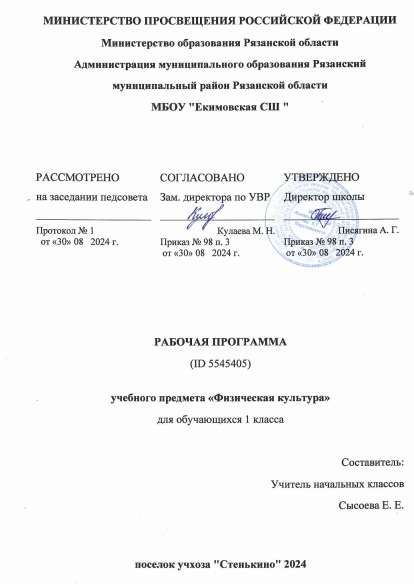 МИНИСТЕРСТВО ПРОСВЕЩЕНИЯ РОССИЙСКОЙ ФЕДЕРАЦИИ
Министерство образования Рязанской области
Администрация муниципального образования Рязанский
муниципальный район Рязанской области
МБОУ "Екимовская СШ "
РАССМОТРЕНО СОГЛАСОВАНО УТВЕРЖДЕНО
на заседании педсовета Зам. директора по УВР Директор школы
Кулаева М. Н. Писягина А. Г.
Протокол № 1 Приказ № 98 п. 3 Приказ № 98 п. 3
от «30» 08 2024 г. от «30» 08 2024 г. от «30» 08 2024 г.
РАБОЧАЯ ПРОГРАММА
(ID 5545405)
учебного предмета «Физическая культура»
для обучающихся 1 класса
Составитель:
Учитель начальных классов
Сысоева Е. Е.
поселок учхоза "Стенькино" 2024